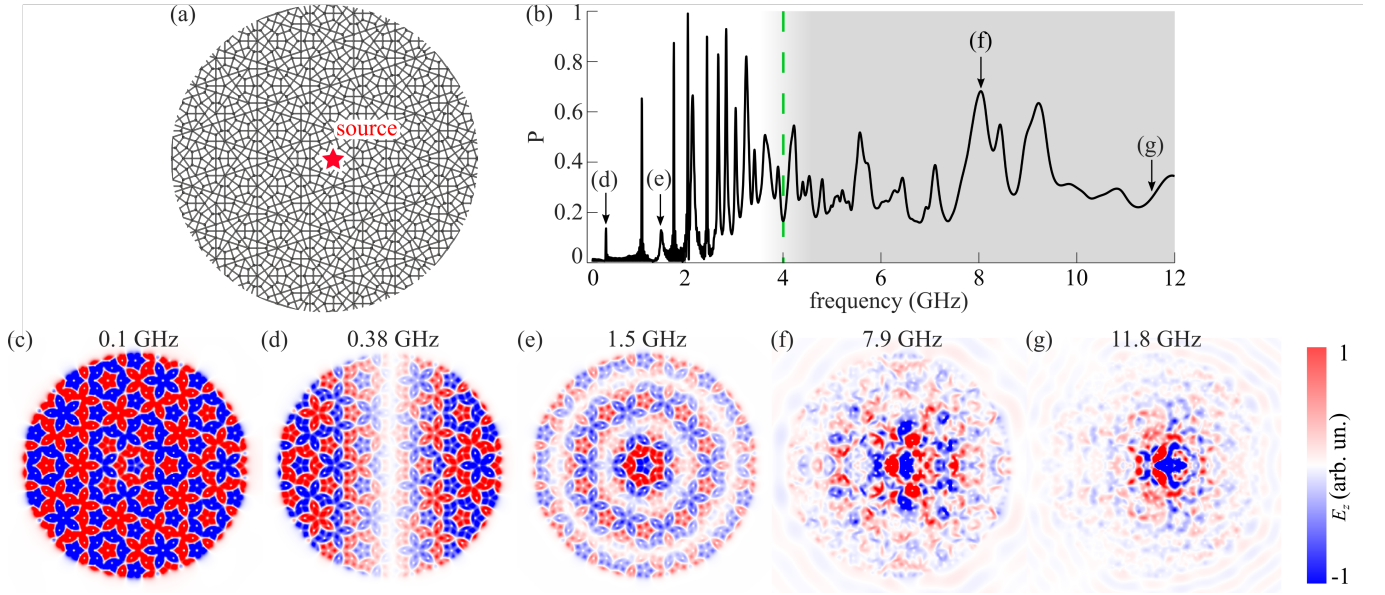 (a)
source
(b)
P
1
0.8
0.6
0.4
0.2
0
(d)
(e)
(f)
(g)
0 2 4 6 8 10 12
frequency (GHz)
(c) 0.1 GHz
(d) 0.38 GHz
(e) 1.5 GHz
(f) 7.9 GHz
(g) 11.8 GHz
1
E_z (arb. un.)
-1